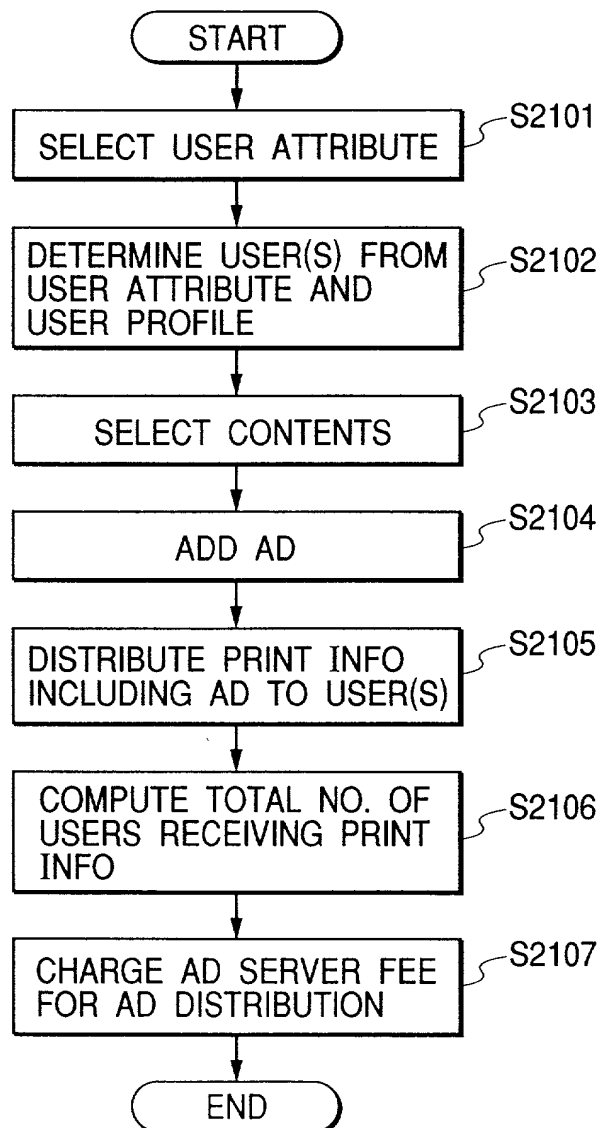 START
SELECT USER ATTRIBUTE
S2101
DETERMINE USER(S) FROM
USER ATTRIBUTE AND
USER PROFILE
S2102
SELECT CONTENTS
S2103
ADD AD
S2104
DISTRIBUTE PRINT INFO
INCLUDING AD TO USER(S)
S2105
COMPUTE TOTAL NO. OF
USERS RECEIVING PRINT
INFO
S2106
CHARGE AD SERVER FEE
FOR AD DISTRIBUTION
S2107
END